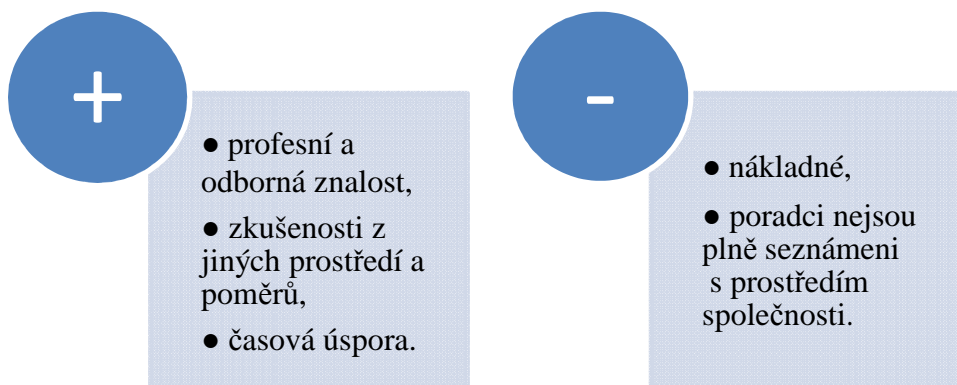 +
● profesní a
odborná znalost,
● zkušenosti z
jiných prostředí a
poměrů,
● časová úspora.
-
● nákladné,
● poradci nejsou
plně seznámeni
s prostředím
společnosti.